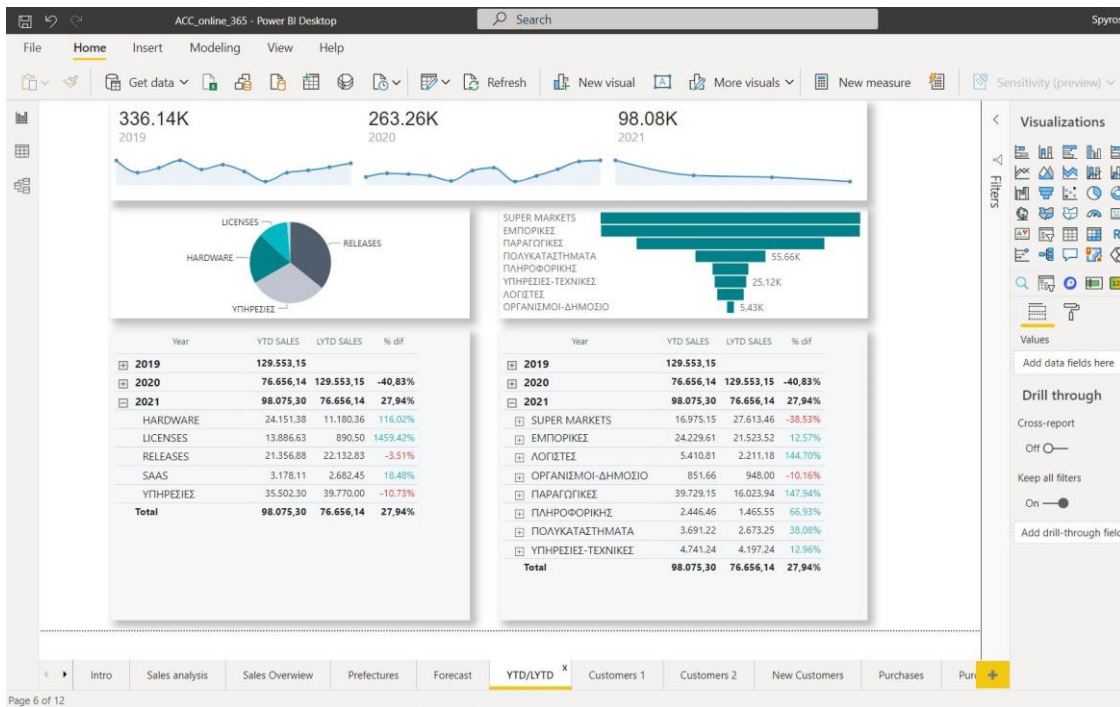 ACC_online_365 - Power BI Desktop
Search
Spyros
File Home Insert Modeling View Help
Get data Refresh New visual More visuals New measure Sensitivity (preview)
336.14K 263.26K 98.08K
2019 2020 2021
Visualizations
Filters
LICENSES
RELEASES
HARDWARE
ΥΠΗΡΕΣΙΕΣ
SUPER MARKETS
ΕΜΠΟΡΙΚΕΣ
ΠΑΡΑΓΩΓΙΚΕΣ
ΠΟΛΥΚΑΤΑΣΤΗΜΑΤΑ 55.66K
ΠΛΗΡΟΦΟΡΙΚΗΣ
ΥΠΗΡΕΣΙΕΣ-ΤΕΧΝΙΚΕΣ 25.12K
ΛΟΓΙΣΤΕΣ
ΟΡΓΑΝΙΣΜΟΙ-ΔΗΜΟΣΙΟ 5.43K
Year YTD SALES LYTD SALES % dif
2019 129.553,15
2020 76.656,14 129.553,15 -40,83%
2021 98.075,30 76.656,14 27,94%
HARDWARE 24.151,38 11.180,36 116,02%
LICENSES 13.886,63 890,50 1459,42%
RELEASES 21.356,88 22.132,83 -3,51%
SAAS 3.178,11 2.682,45 18,48%
ΥΠΗΡΕΣΙΕΣ 35.502,30 39.770,00 -10,73%
Total 98.075,30 76.656,14 27,94%
Year YTD SALES LYTD SALES % dif
2019 129.553,15
2020 76.656,14 129.553,15 -40,83%
2021 98.075,30 76.656,14 27,94%
SUPER MARKETS 16.975,15 27.613,46 -38,53%
ΕΜΠΟΡΙΚΕΣ 24.229,61 21.523,52 12,57%
ΛΟΓΙΣΤΕΣ 5.410,81 2.211,18 144,70%
ΟΡΓΑΝΙΣΜΟΙ-ΔΗΜΟΣΙΟ 851,66 948,00 -10,16%
ΠΑΡΑΓΩΓΙΚΕΣ 39.729,15 16.023,94 147,94%
ΠΛΗΡΟΦΟΡΙΚΗΣ 2.446,46 1.465,55 66,93%
ΠΟΛΥΚΑΤΑΣΤΗΜΑΤΑ 3.691,22 2.673,25 38,08%
ΥΠΗΡΕΣΙΕΣ-ΤΕΧΝΙΚΕΣ 4.741,24 4.197,24 12,96%
Total 98.075,30 76.656,14 27,94%
Values
Add data fields here
Drill through
Cross-report
Off
Keep all filters
On
Add drill-through field
Intro Sales analysis Sales Overwiew Prefectures Forecast YTD/LYTD x Customers 1 Customers 2 New Customers Purchases Pur
Page 6 of 12